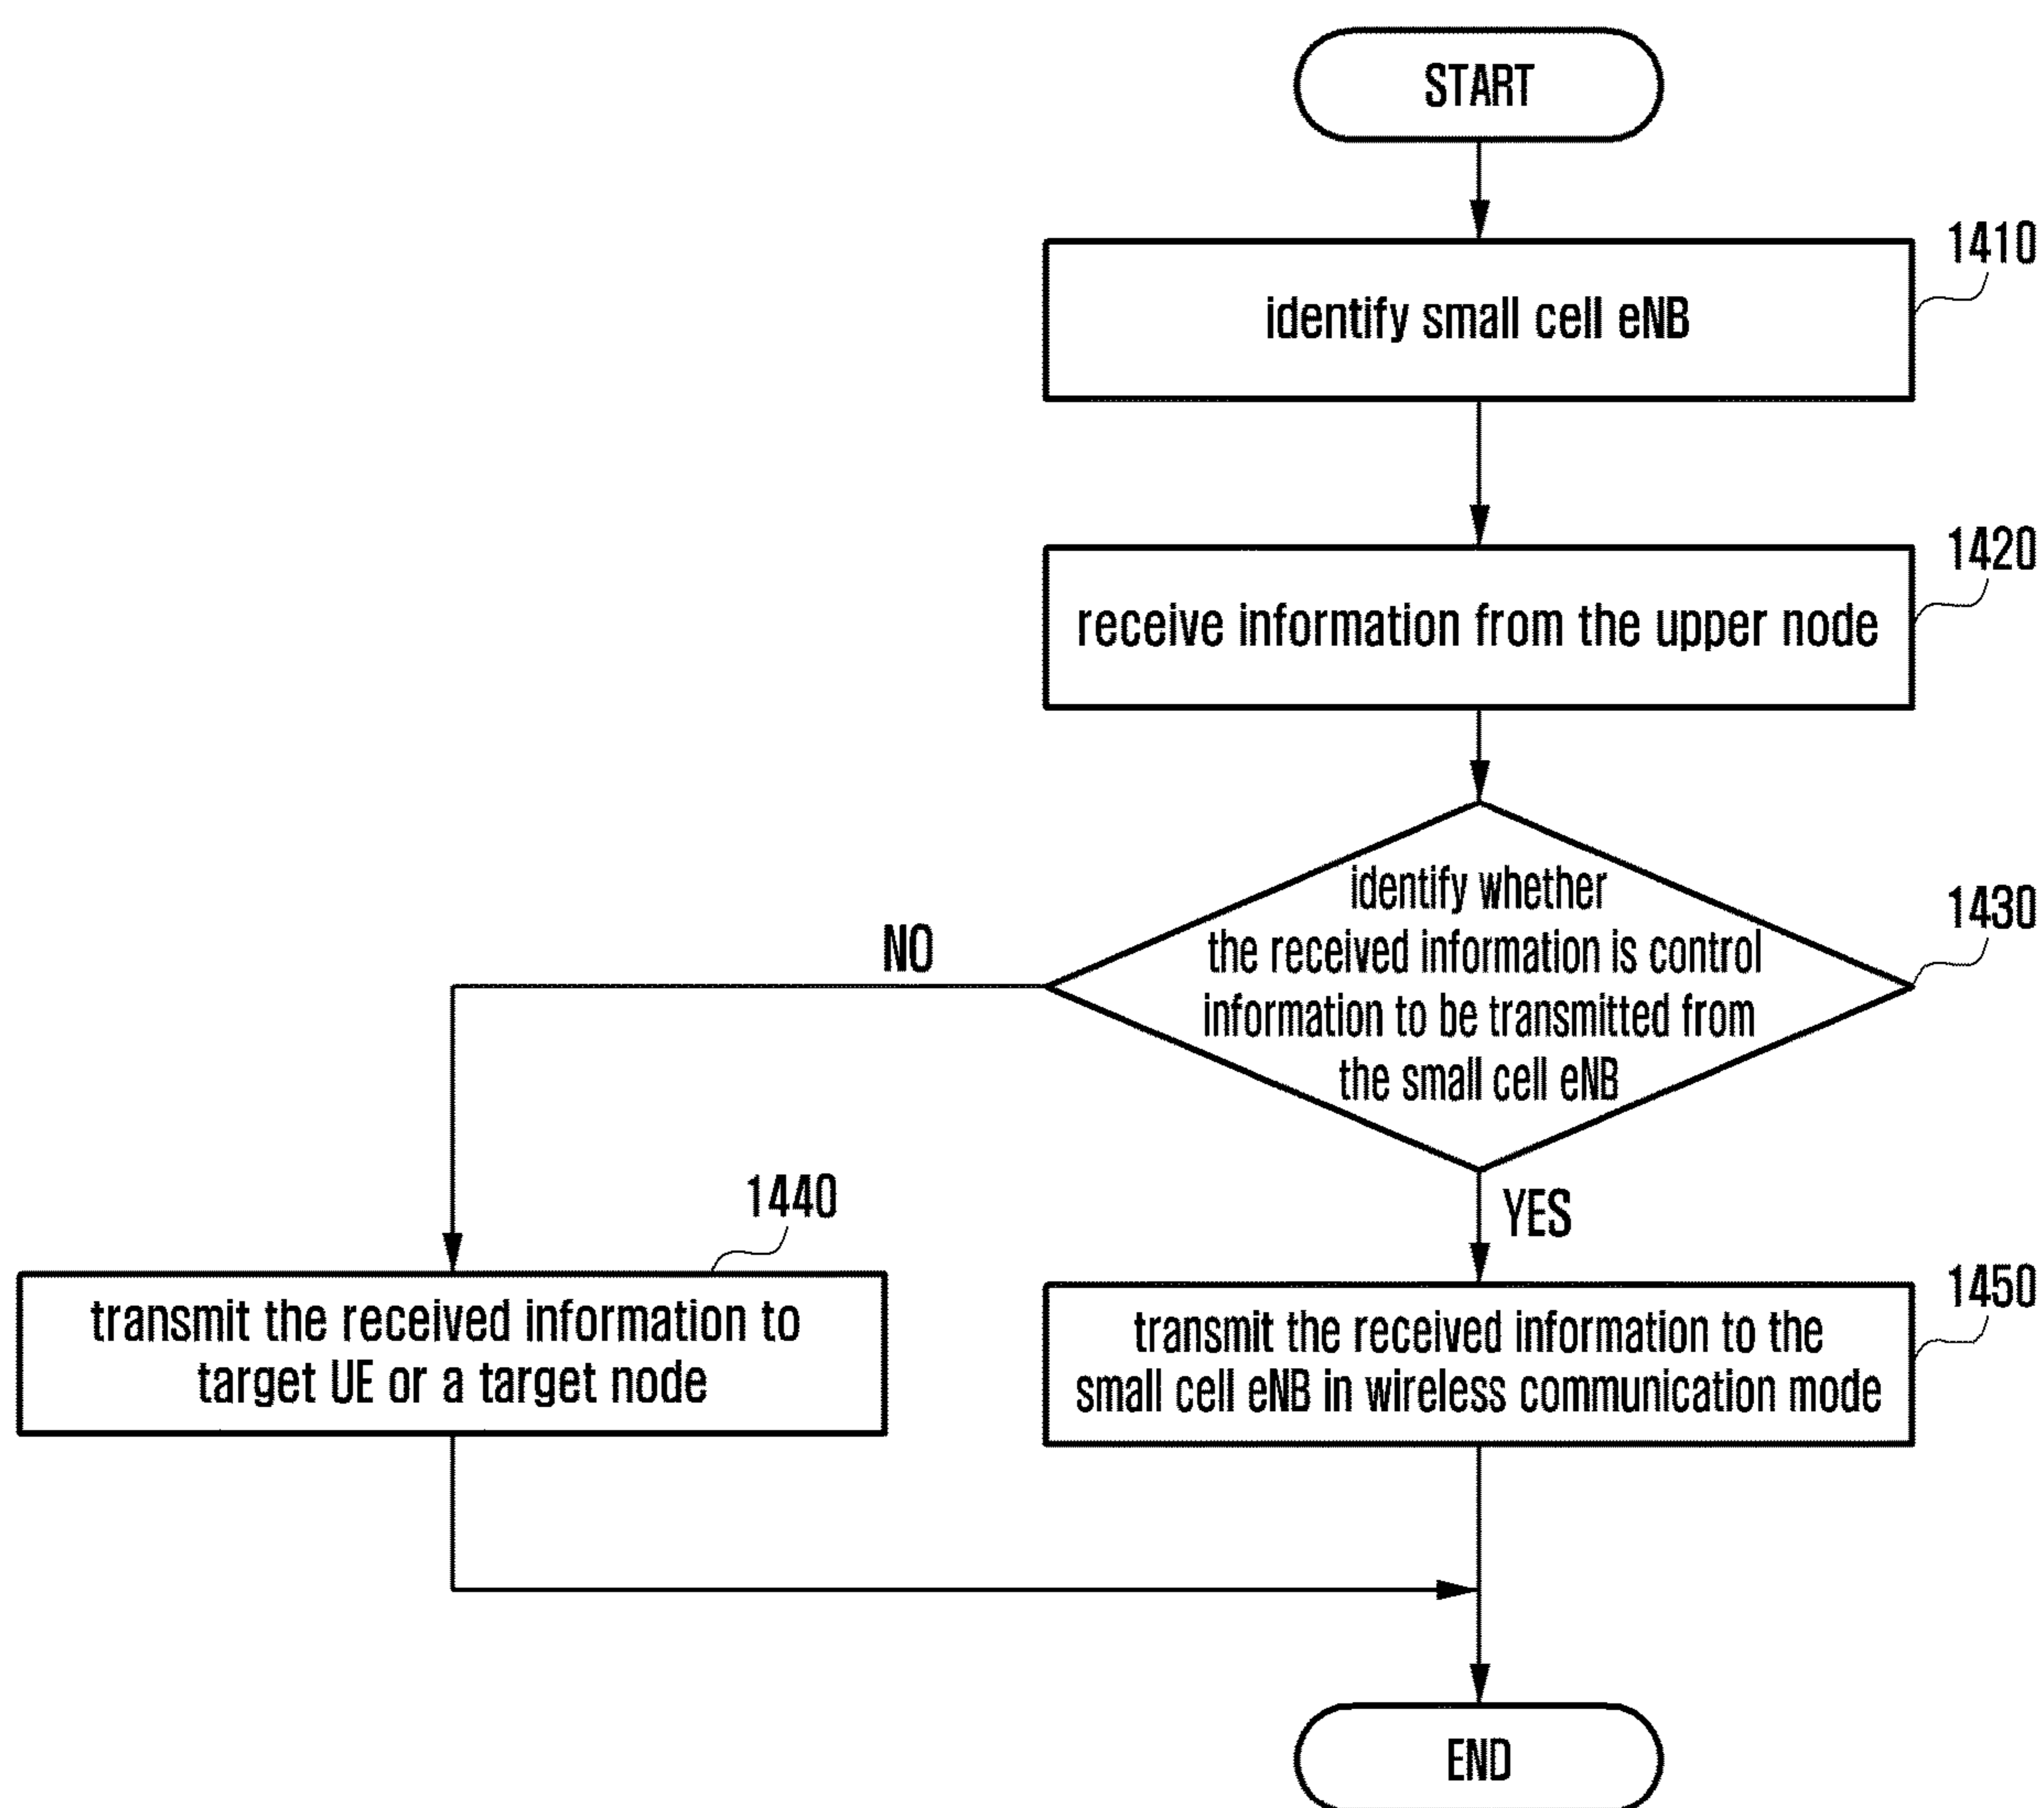 START
1410
identify small cell eNB
1420
receive information from the upper node
1430
identify whether
the received information is control
information to be transmitted from
the small cell eNB
NO
YES
1440
transmit the received information to
target UE or a target node
1450
transmit the received information to the
small cell eNB in wireless communication mode
END